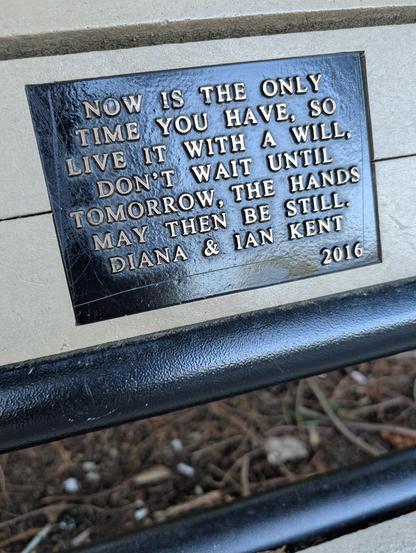 NOW IS THE ONLY
TIME YOU HAVE, SO
LIVE IT WITH A WILL,
DON'T WAIT UNTIL
TOMORROW, THE HANDS
MAY THEN BE STILL.
DIANA & IAN KENT
2016